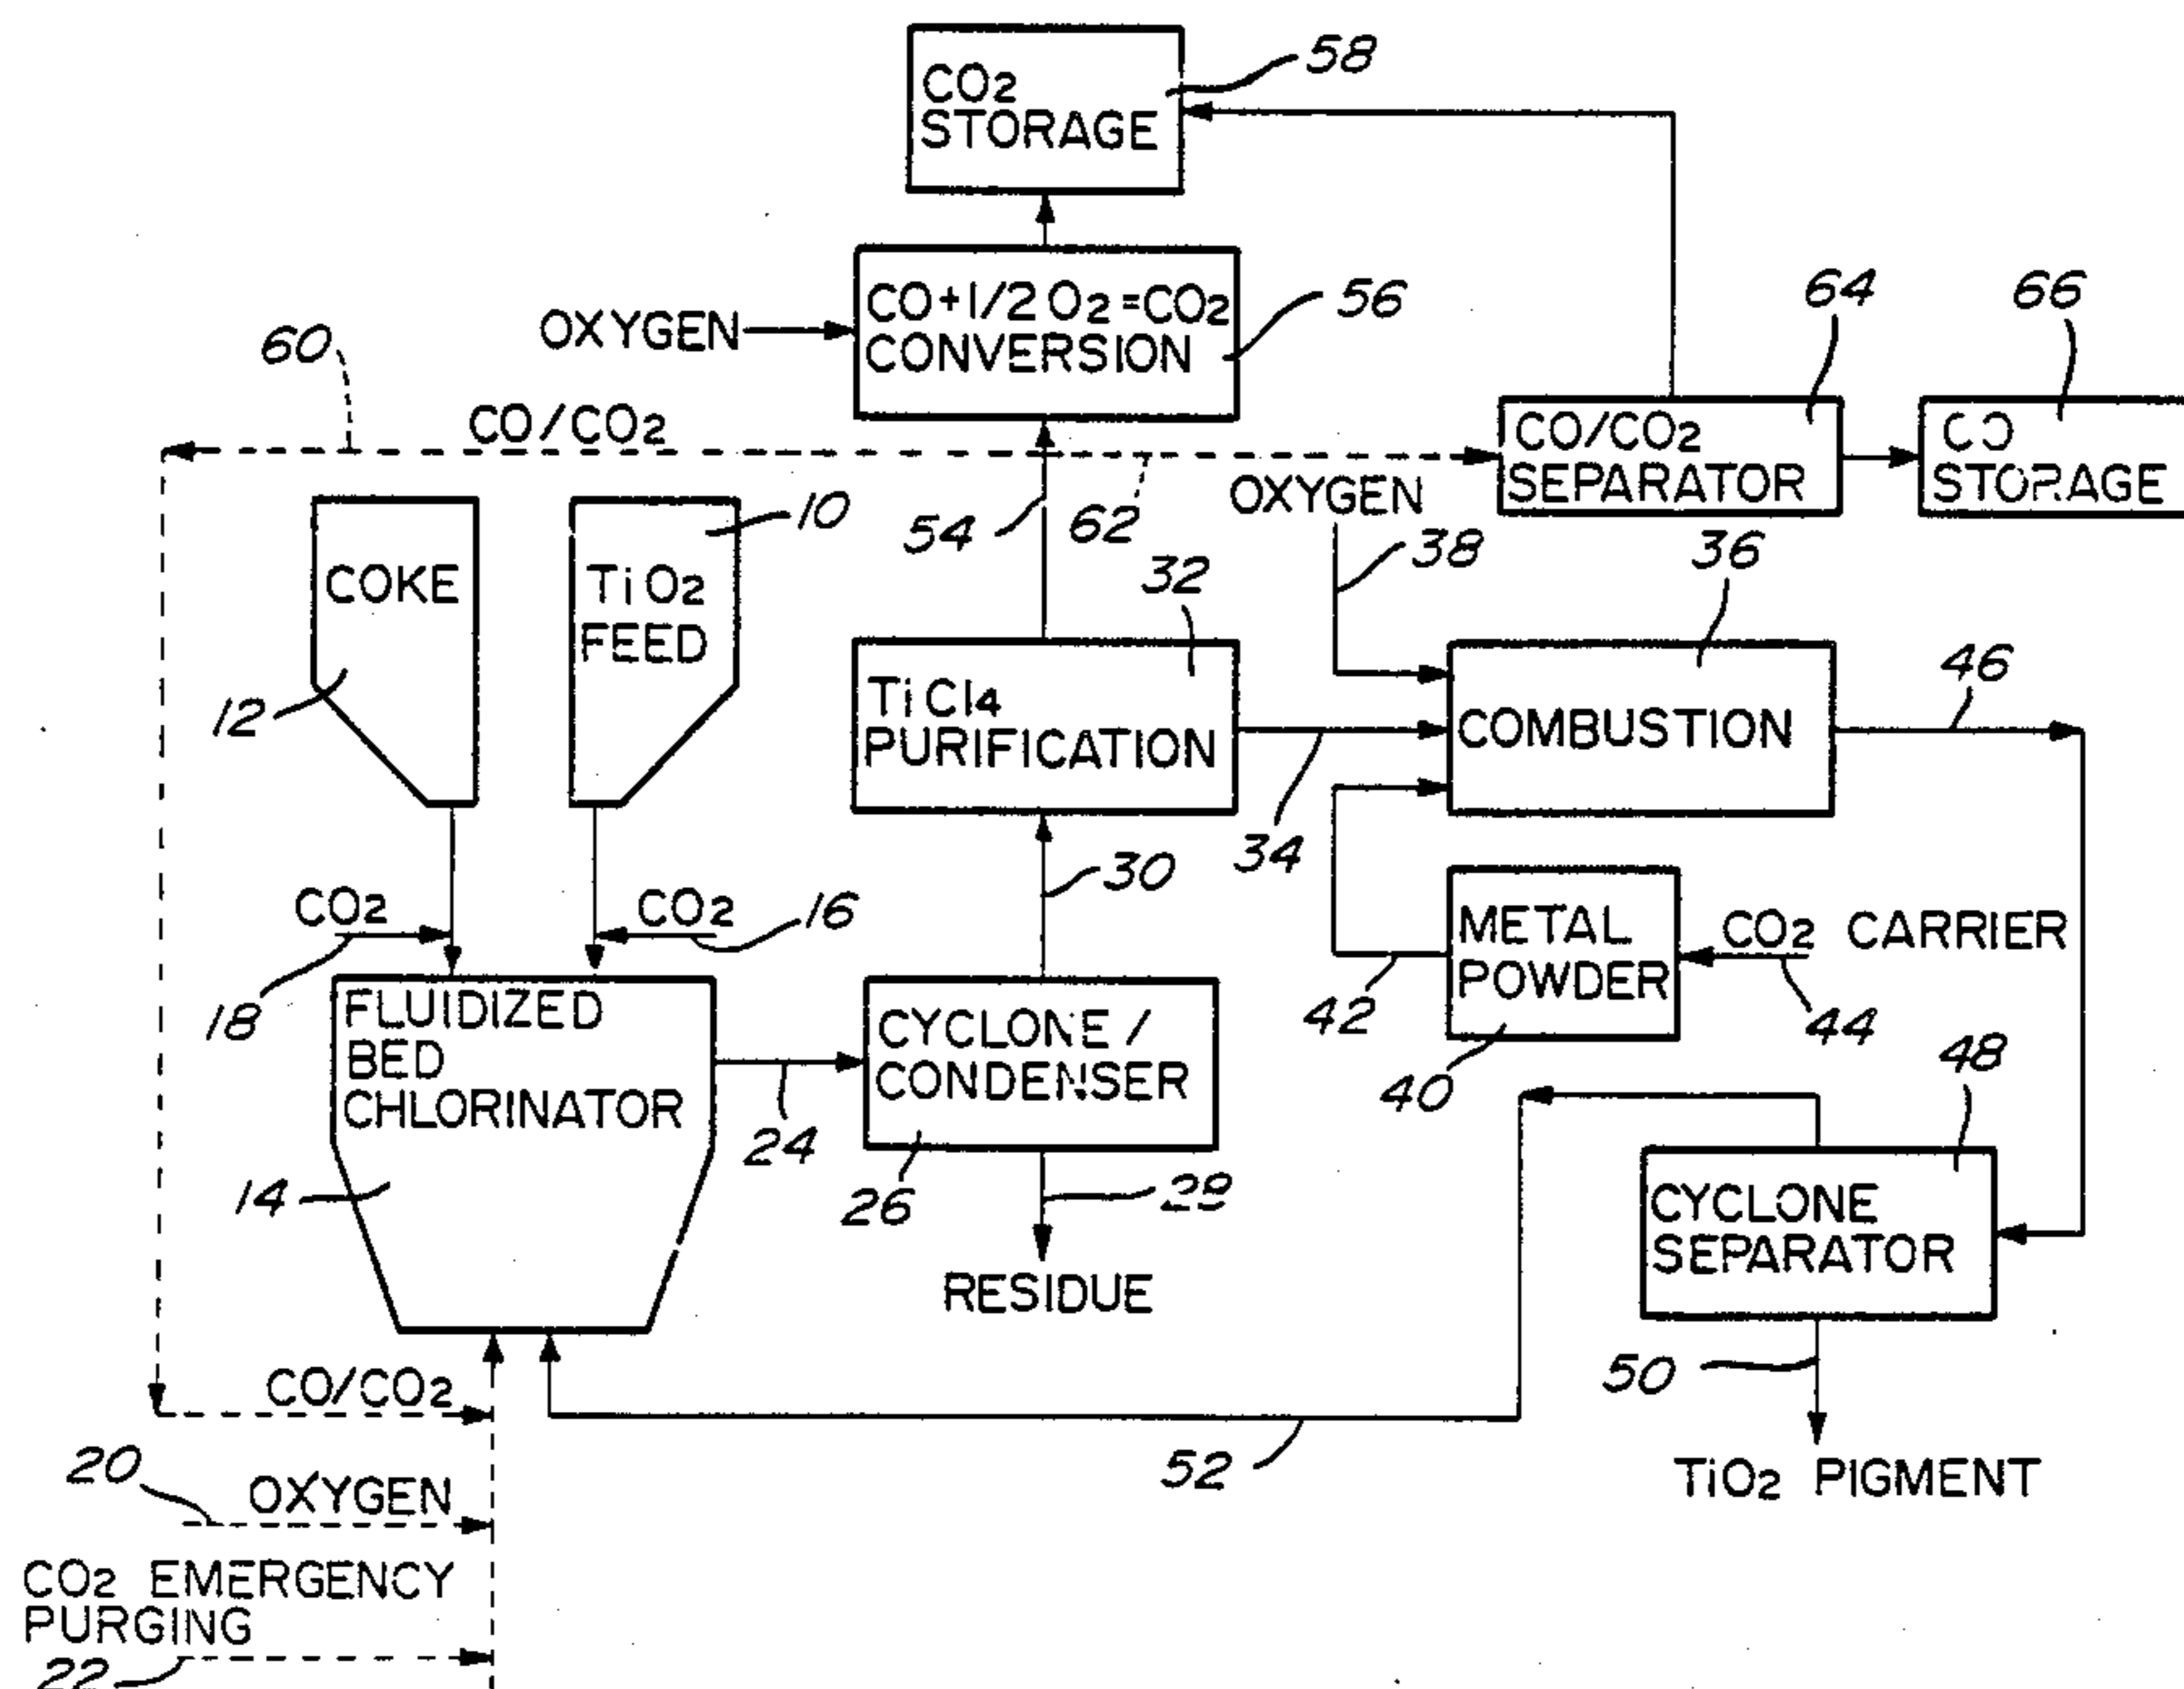 CO2
STORAGE
58
CO+1/2 O2=CO2
CONVERSION
56
OXYGEN
60
CO/CO2
64
66
CO/CO2
SEPARATOR
CO
STORAGE
54
62
OXYGEN
38
COKE
12
TiO2
FEED
10
32
TiCl4
PURIFICATION
34
36
COMBUSTION
46
CO2
18
CO2
16
30
METAL
POWDER
40
42
CO2 CARRIER
44
FLUIDIZED
BED
CHLORINATOR
14
24
CYCLONE /
CONDENSER
26
RESIDUE
48
CYCLONE
SEPARATOR
50
TiO2 PIGMENT
52
CO/CO2
20
OXYGEN
CO2 EMERGENCY
PURGING
22